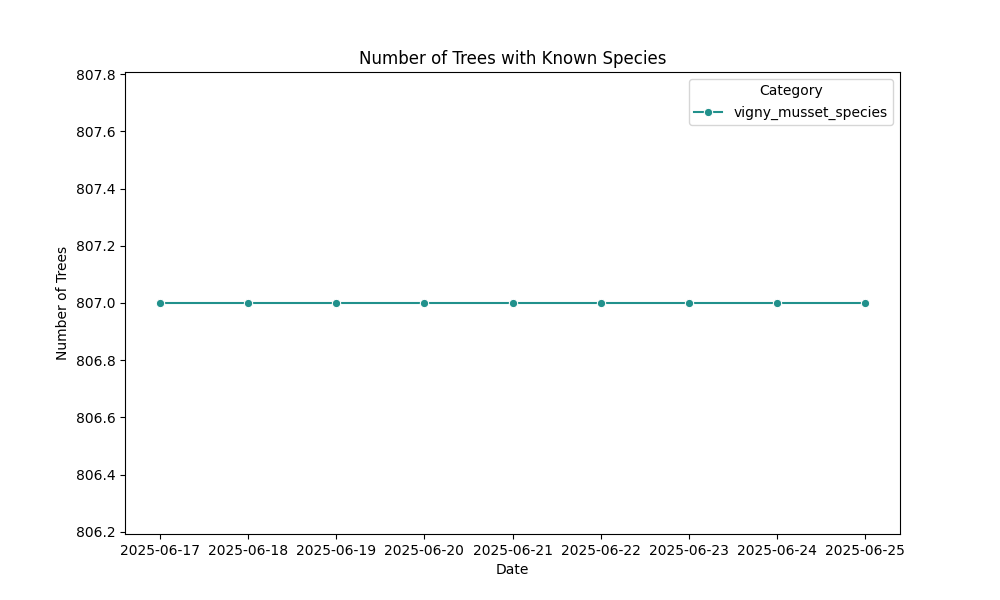 Number of Trees with Known Species
Category
vigny_musset_species
Number of Trees
807.8
807.6
807.4
807.2
807.0
806.8
806.6
806.4
806.2
2025-06-17 2025-06-18 2025-06-19 2025-06-20 2025-06-21 2025-06-22 2025-06-23 2025-06-24 2025-06-25
Date